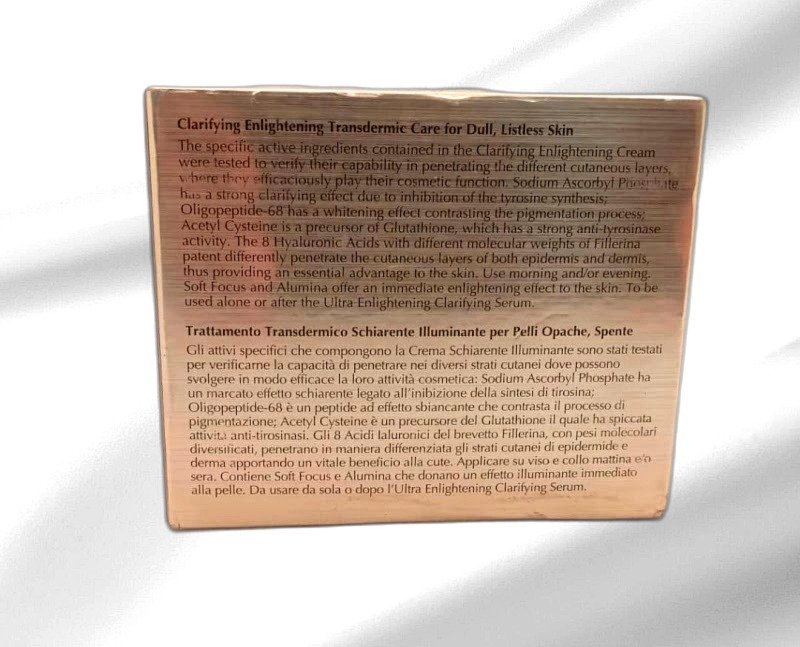 Clarifying Enlightening Transdermic Care for Dull, Listless Skin
The specific active ingredients contained in the Clarifying Enlightening Cream
were tested to verify their capability in penetrating the different cutaneous layers,
where they efficaciously play their cosmetic function. Sodium Ascorbyl Phosphate
has a strong clarifying effect due to inhibition of the tyrosine synthesis;
Oligopeptide-68 has a whitening effect contrasting the pigmentation process;
Acetyl Cysteine is a precursor of Glutathione, which has a strong anti-tyrosinase
activity. The 8 Hyaluronic Acids with different molecular weights of Fillerina
patent differently penetrate the cutaneous layers of both epidermis and dermis,
thus providing an essential advantage to the skin. Use morning and/or evening.
Soft Focus and Alumina offer an immediate enlightening effect to the skin. To be
used alone or after the Ultra Enlightening Clarifying Serum.
Trattamento Transdermico Schiarente Illuminante per Pelli Opache, Spente
Gli attivi specifici che compongono la Crema Schiarente Illuminante sono stati testati
per verificarne la capacità di penetrare nei diversi strati cutanei dove possono
svolgere in modo efficace la loro attività cosmetica: Sodium Ascorbyl Phosphate ha
un marcato effetto schiarente legato all'inibizione della sintesi di tirosina;
Oligopeptide-68 è un peptide ad effetto sbiancante che contrasta il processo di
pigmentazione; Acetyl Cysteine è un precursore del Glutathione il quale ha spiccata
attività anti-tirosinasi. Gli 8 Acidi Ialuronici del brevetto Fillerina, con pesi molecolari
diversificati, penetrano in maniera differenziata gli strati cutanei di epidermide e
derma apportando un vitale beneficio alla cute. Applicare su viso e collo mattina e/o
sera. Contiene Soft Focus e Alumina che donano un effetto illuminante immediato
alla pelle. Da usare da sola o dopo l'Ultra Enlightening Clarifying Serum.